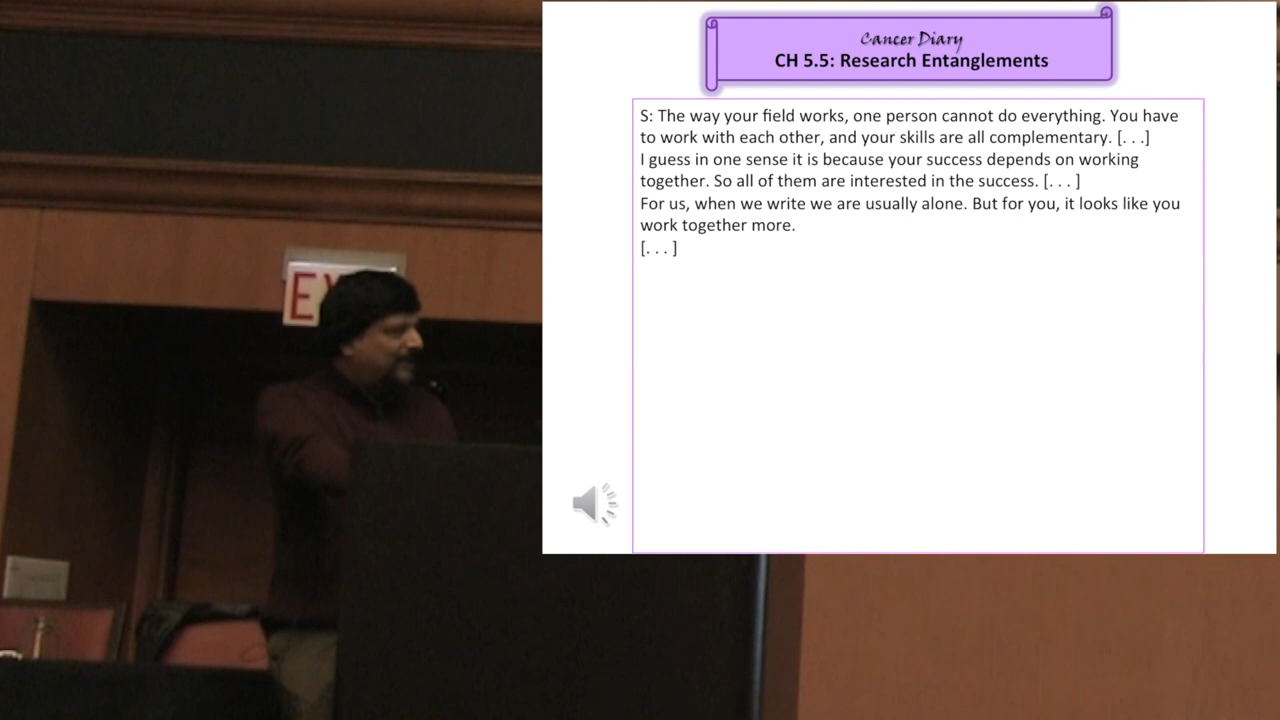 Cancer Diary
CH 5.5: Research Entanglements
S: The way your field works, one person cannot do everything. You have
to work with each other, and your skills are all complementary. [. . .]
I guess in one sense it is because your success depends on working
together. So all of them are interested in the success. [. . . ]
For us, when we write we are usually alone. But for you, it looks like you
work together more.
[. . . ]